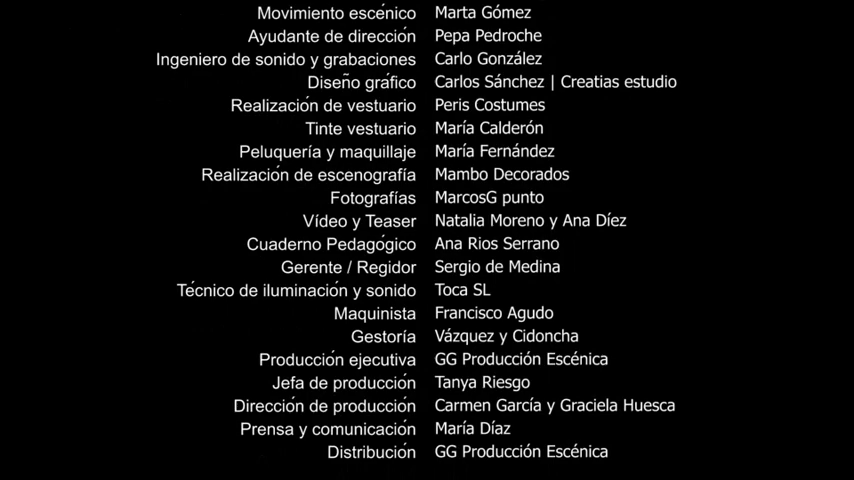 Movimiento escénico Marta Gómez
Ayudante de dirección Pepa Pedroche
Ingeniero de sonido y grabaciones Carlo González
Diseño gráfico Carlos Sánchez | Creatias estudio
Realización de vestuario Peris Costumes
Tinte vestuario María Calderón
Peluquería y maquillaje María Fernández
Realización de escenografía Mambo Decorados
Fotografías MarcosG punto
Vídeo y Teaser Natalia Moreno y Ana Díez
Cuaderno Pedagógico Ana Rios Serrano
Gerente / Regidor Sergio de Medina
Técnico de iluminación y sonido Toca SL
Maquinista Francisco Agudo
Gestoría Vázquez y Cidoncha
Producción ejecutiva GG Producción Escénica
Jefa de producción Tanya Riesgo
Dirección de producción Carmen García y Graciela Huesca
Prensa y comunicación María Díaz
Distribución GG Producción Escénica